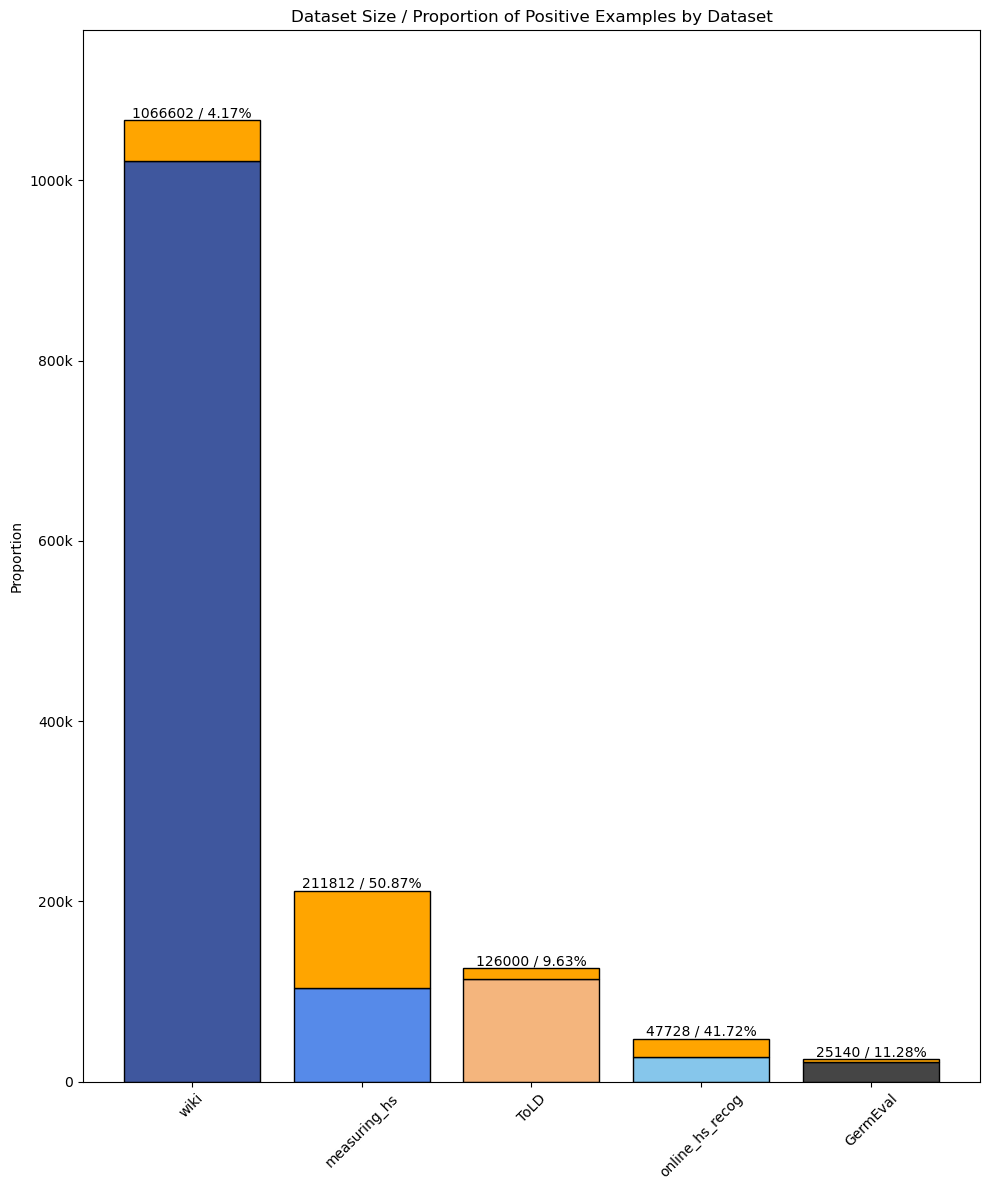 Dataset Size / Proportion of Positive Examples by Dataset
1066602 / 4.17%
1000k
800k
600k
Proportion
400k
211812 / 50.87%
200k
126000 / 9.63%
47728 / 41.72%
25140 / 11.28%
0
wiki
measuring_hs
ToLD
online_hs_recog
GermEval